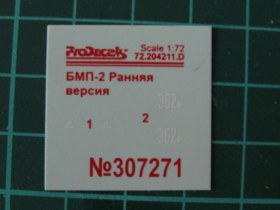 ProDecals Scale 1:72
72.204211.D
БМП-2 Ранняя
версия
1 2
№307271